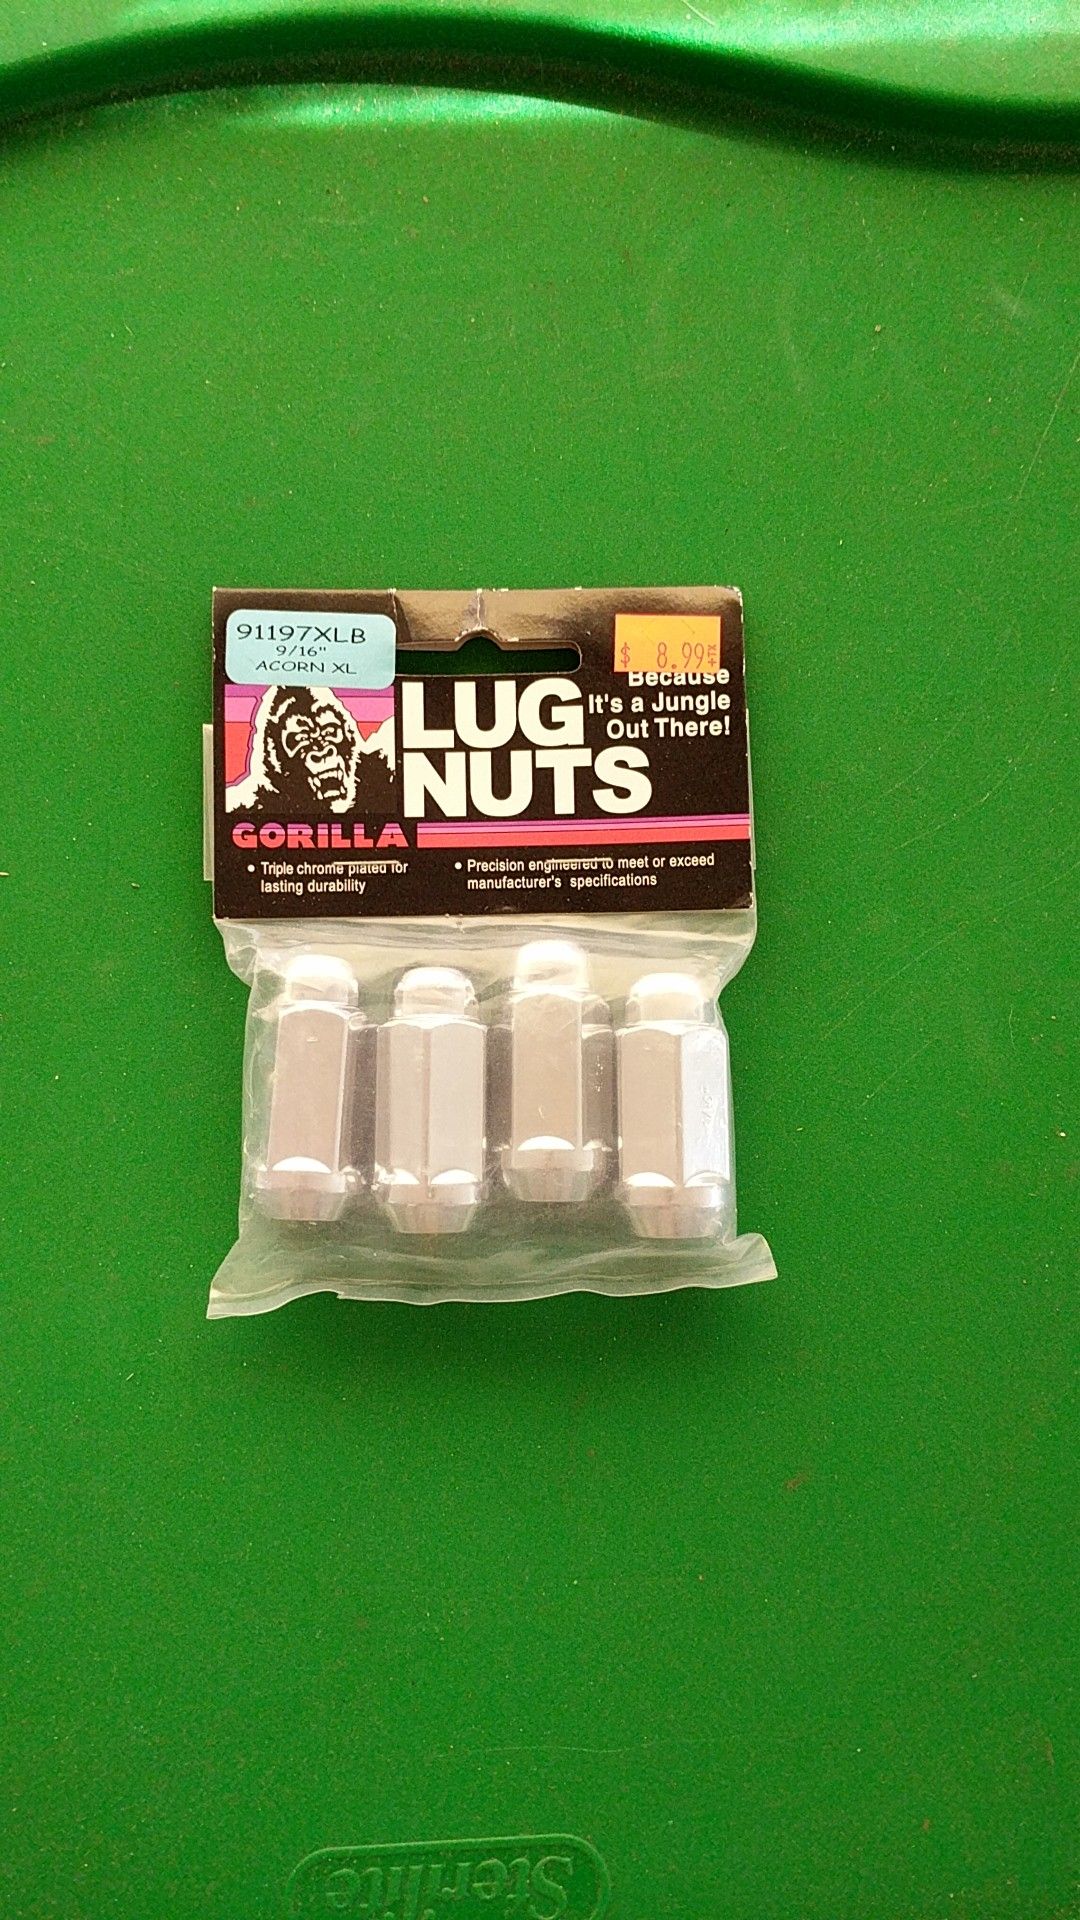 91197XLB
9/16"
ACORN XL
$ 8.99
Because
It's a Jungle
Out There!
LUG
NUTS
GORILLA
• Triple chrome plated for
lasting durability
• Precision engineered to meet or exceed
manufacturer's specifications
Sterilite